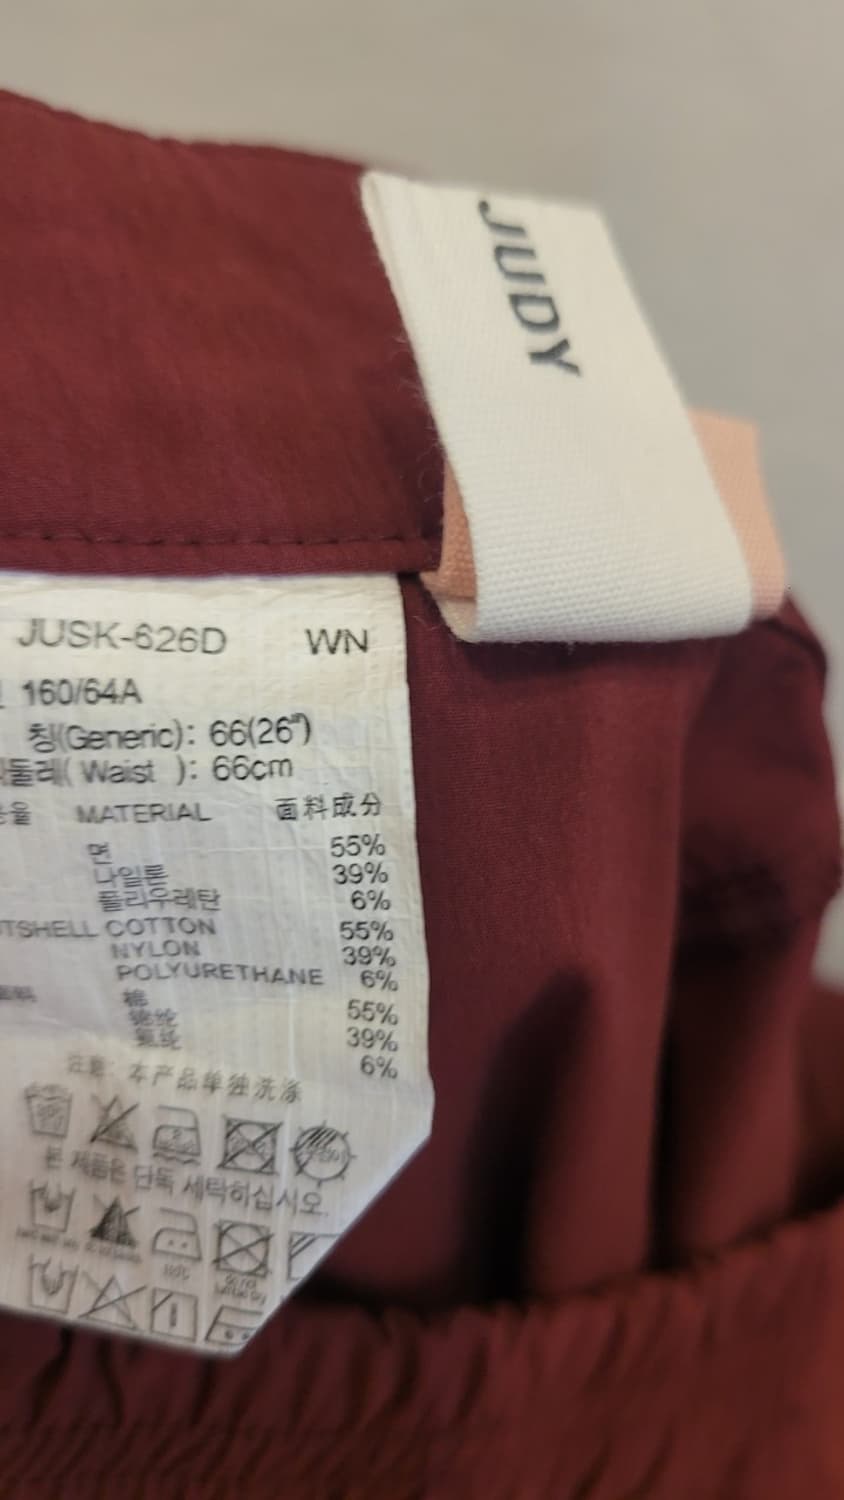 JUDY
JUSK-626D WN
160/64A
칭(Generic): 66(26")
둘레( Waist ): 66cm
율 MATERIAL 面料成分
면 55%
나일론 39%
폴리우레탄 6%
TSHELL COTTON 55%
NYLON 39%
POLYURETHANE 6%
棉 55%
39%
6%
注意: 本产品单独洗涤
본 제품은 단독 세탁하십시오.